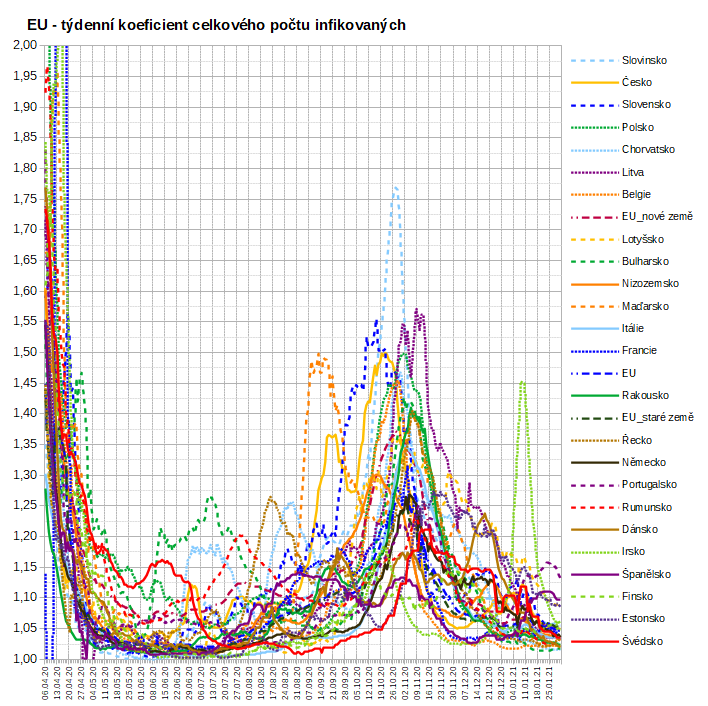 EU - týdenní koeficient celkového počtu infikovaných
2,00
1,95
1,90
1,85
1,80
1,75
1,70
1,65
1,60
1,55
1,50
1,45
1,40
1,35
1,30
1,25
1,20
1,15
1,10
1,05
1,00
06.04.20
13.04.20
20.04.20
27.04.20
04.05.20
11.05.20
18.05.20
25.05.20
01.06.20
08.06.20
15.06.20
22.06.20
29.06.20
06.07.20
13.07.20
20.07.20
27.07.20
03.08.20
10.08.20
17.08.20
24.08.20
31.08.20
07.09.20
14.09.20
21.09.20
28.09.20
05.10.20
12.10.20
19.10.20
26.10.20
02.11.20
09.11.20
16.11.20
23.11.20
30.11.20
07.12.20
14.12.20
21.12.20
28.12.20
04.01.21
11.01.21
18.01.21
25.01.21
Slovinsko
Česko
Slovensko
Polsko
Chorvatsko
Litva
Belgie
EU_nové země
Lotyšsko
Bulharsko
Nizozemsko
Maďarsko
Itálie
Francie
EU
Rakousko
EU_staré země
Řecko
Německo
Portugalsko
Rumunsko
Dánsko
Irsko
Španělsko
Finsko
Estonsko
Švédsko